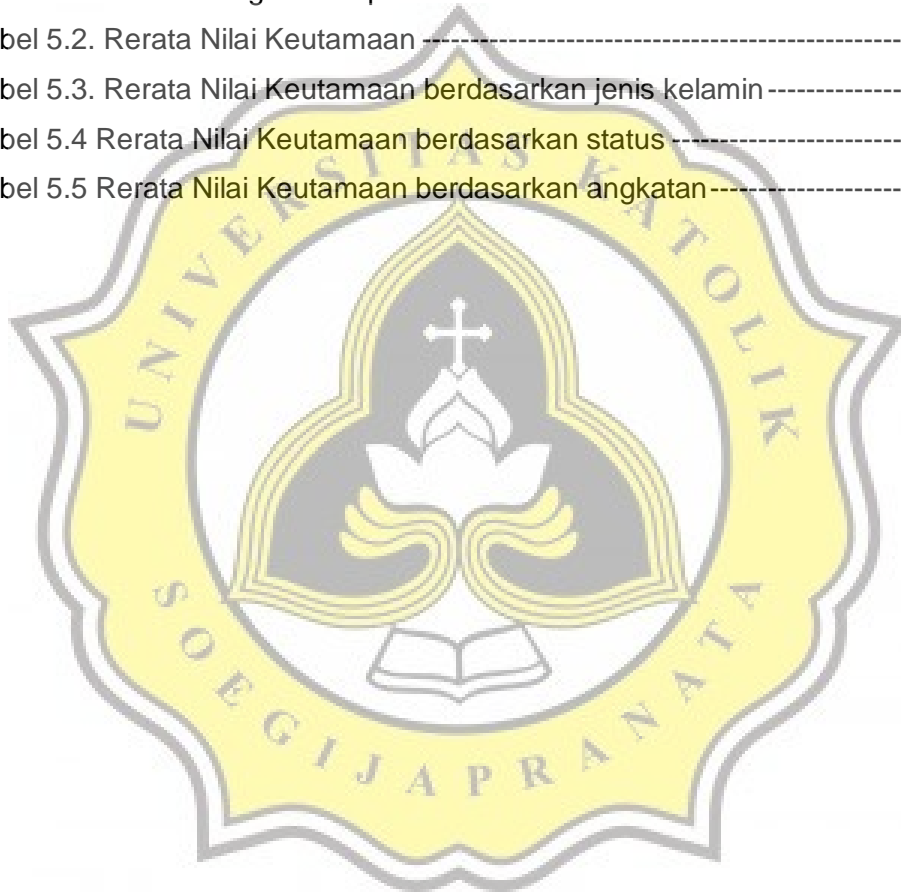 bel 5.2. Rerata Nilai Keutamaan ------------------------------------------------
bel 5.3. Rerata Nilai Keutamaan berdasarkan jenis kelamin --------------
bel 5.4 Rerata Nilai Keutamaan berdasarkan status ------------------------
bel 5.5 Rerata Nilai Keutamaan berdasarkan angkatan --------------------
UNIVERSITAS KATOLIK
SOEGIJAPRANATA